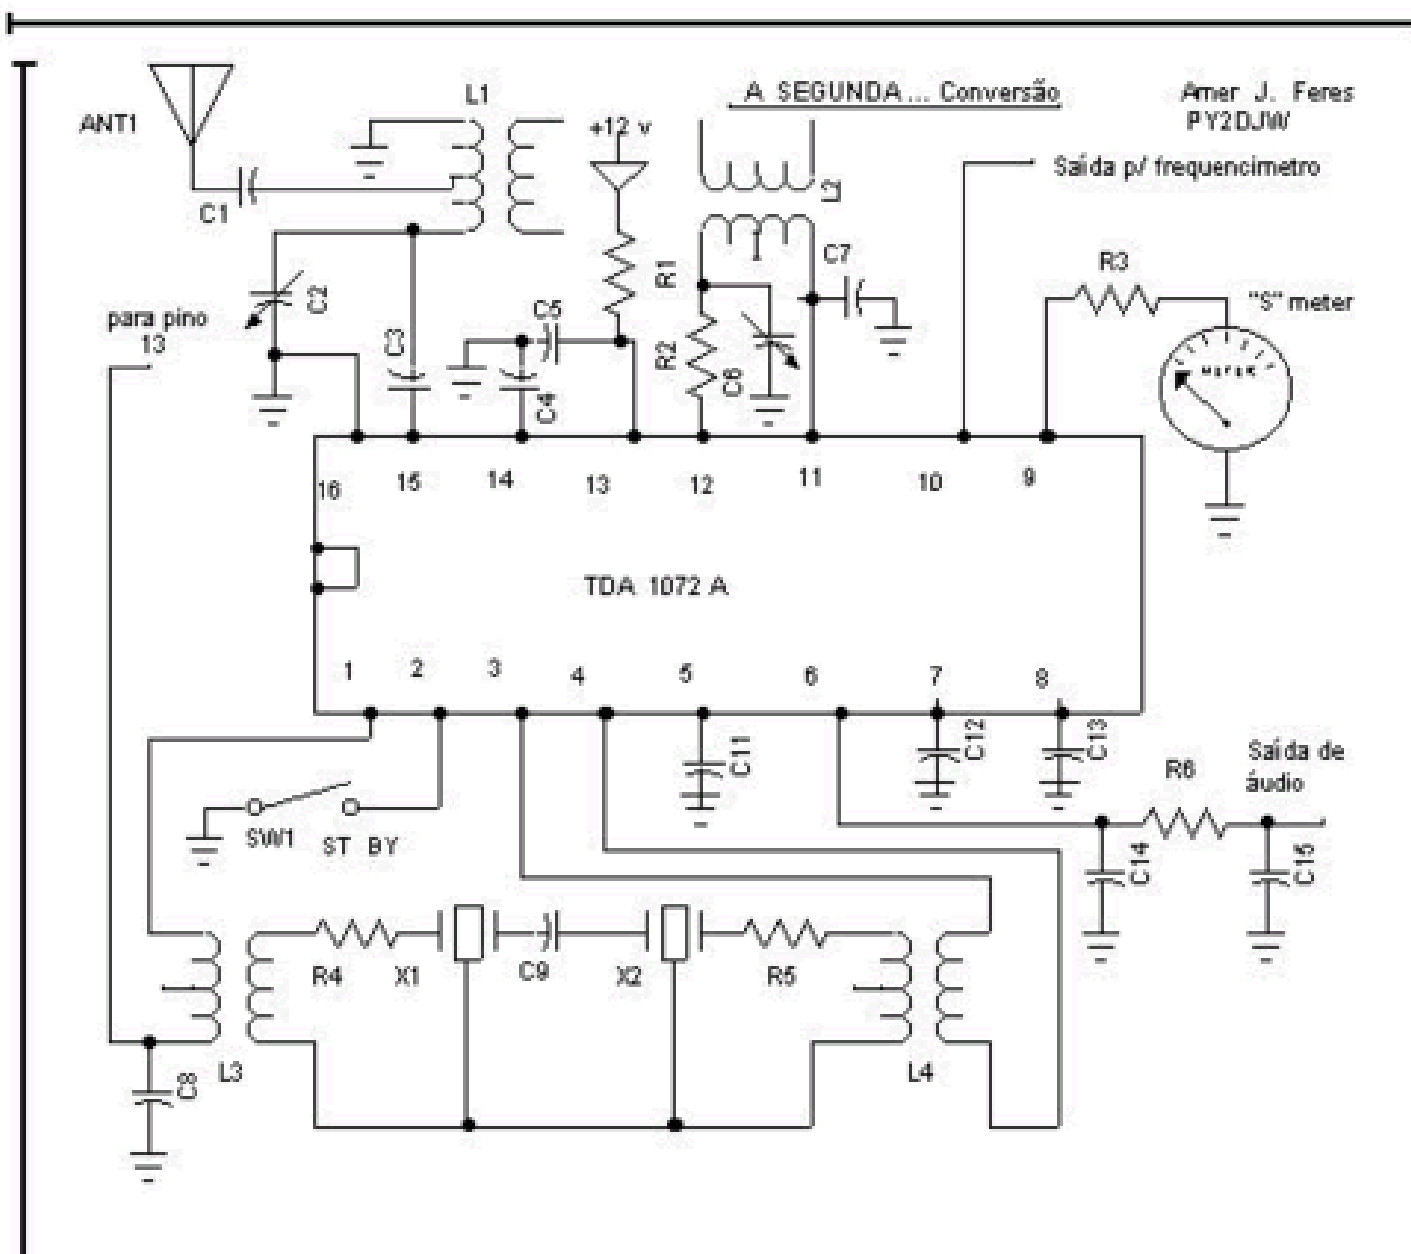 A SEGUNDA... Conversão
Amer J. Feres
PY2DJW
ANT1
L1
+12 v
L2
Saída p/ frequencimetro
C1
C7
R3
"S" meter
METER
para pino
13
C2
C3
C5
R1
R2
C6
C4
16
15
14
13
12
11
10
9
TDA 1072 A
1
2
3
4
5
6
7
8
C11
C12
C13
R6
Saída de
áudio
SW1
ST BY
C14
C15
R4
X1
C9
X2
R5
L3
L4
C8